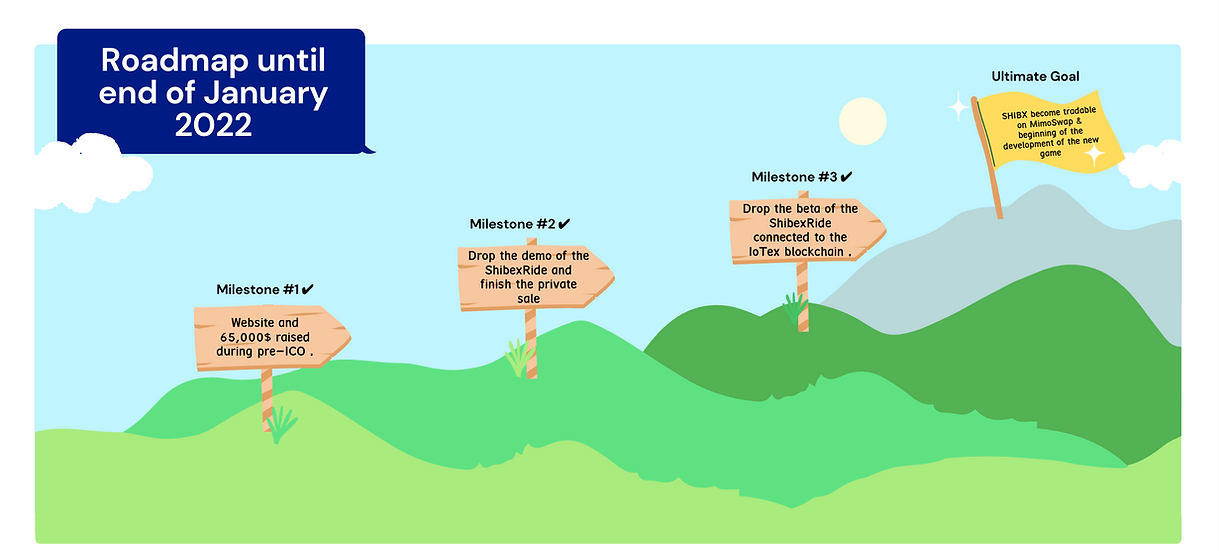 Roadmap until
end of January
2022
Ultimate Goal
SHIBX become tradable
on MimoSwap &
beginning of the
development of the new
game
Milestone #3 ✔
Drop the beta of the
ShibexRide
connected to the
IoTex blockchain .
Milestone #2 ✔
Drop the demo of the
ShibexRide and
finish the private
sale
Milestone #1 ✔
Website and
65,000$ raised
during pre-ICO .